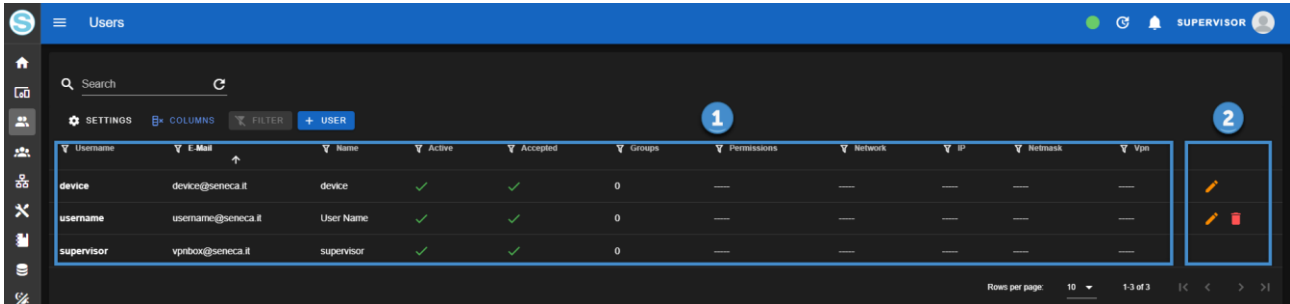 S Users SUPERVISOR
Search
SETTINGS COLUMNS FILTER + USER 1 2
Username E-Mail Name Active Accepted Groups Permissions Network IP Netmask Vpn
device device@seneca.it device 0 ---- ---- ---- ---- ----
username username@seneca.it User Name 0 ---- ---- ---- ---- ----
supervisor vpnbox@seneca.it supervisor 0 ---- ---- ---- ---- ----
Rows per page: 10 1-3 of 3